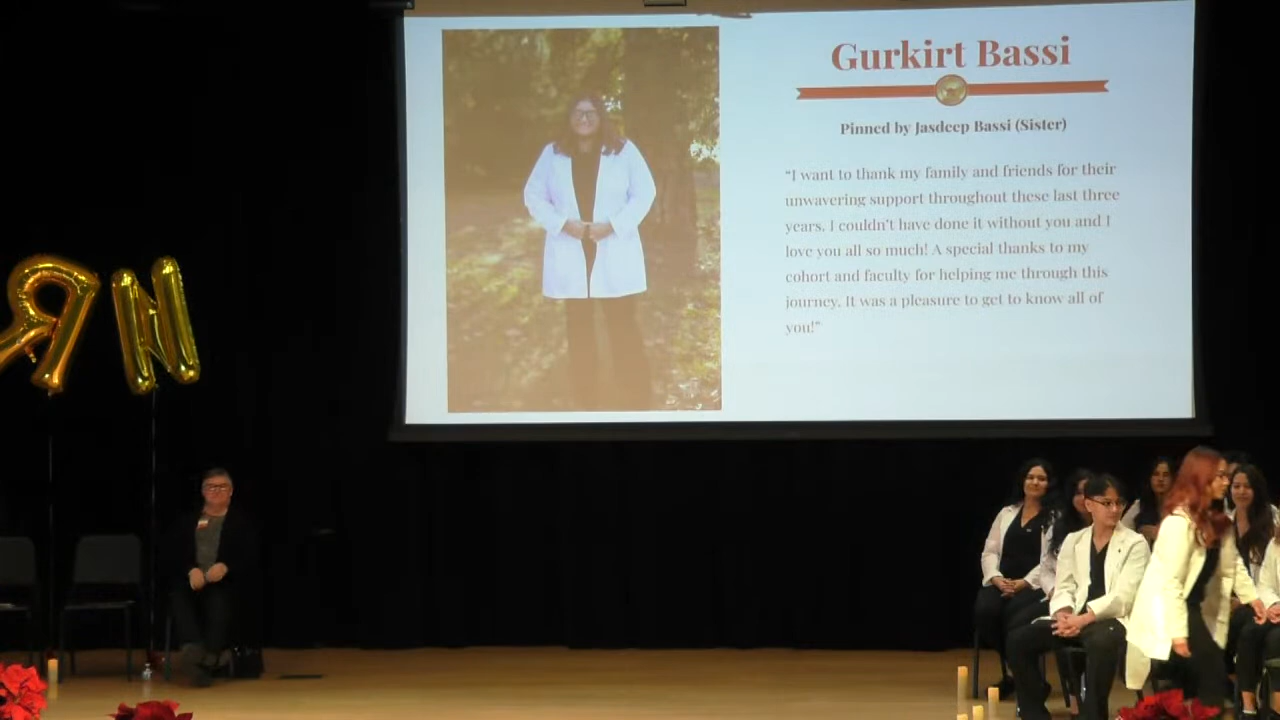 Gurkirt Bassi
Pinned by Jasdeep Bassi (Sister)
“I want to thank my family and friends for their
unwavering support throughout these last three
years. I couldn't have done it without you and I
love you all so much! A special thanks to my
cohort and faculty for helping me through this
journey. It was a pleasure to get to know all of
you!”
RN